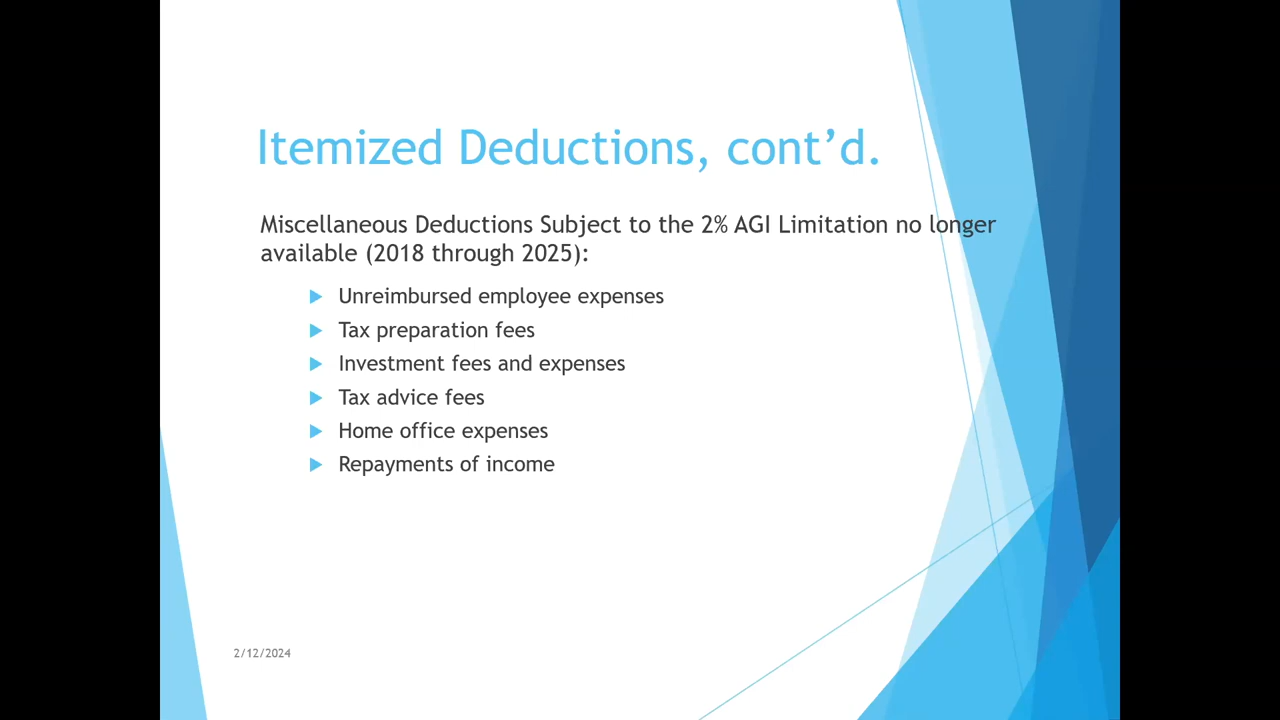 Itemized Deductions, cont’d.
Miscellaneous Deductions Subject to the 2% AGI Limitation no longer
available (2018 through 2025):
Unreimbursed employee expenses
Tax preparation fees
Investment fees and expenses
Tax advice fees
Home office expenses
Repayments of income
2/12/2024